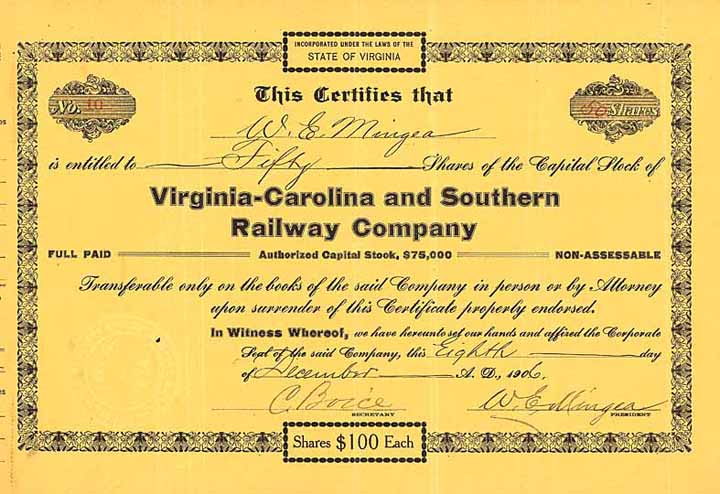 INCORPORATED UNDER THE LAWS OF THE
STATE OF VIRGINIA
This Certifies that
No. 10
50 Shares
W. E. Mingea
is entitled to Fifty Shares of the Capital Stock of
Virginia-Carolina and Southern
Railway Company
FULL PAID Authorized Capital Stock, $75,000 NON-ASSESSABLE
Transferable only on the books of the said Company in person or by Attorney
upon surrender of this Certificate properly endorsed.
In Witness Whereof, we have hereunto set our hands and affixed the Corporate
Seal of the said Company, this Eighth day
of December A. D., 1906.
C. Boice W. E. Mingea
SECRETARY PRESIDENT
Shares $100 Each